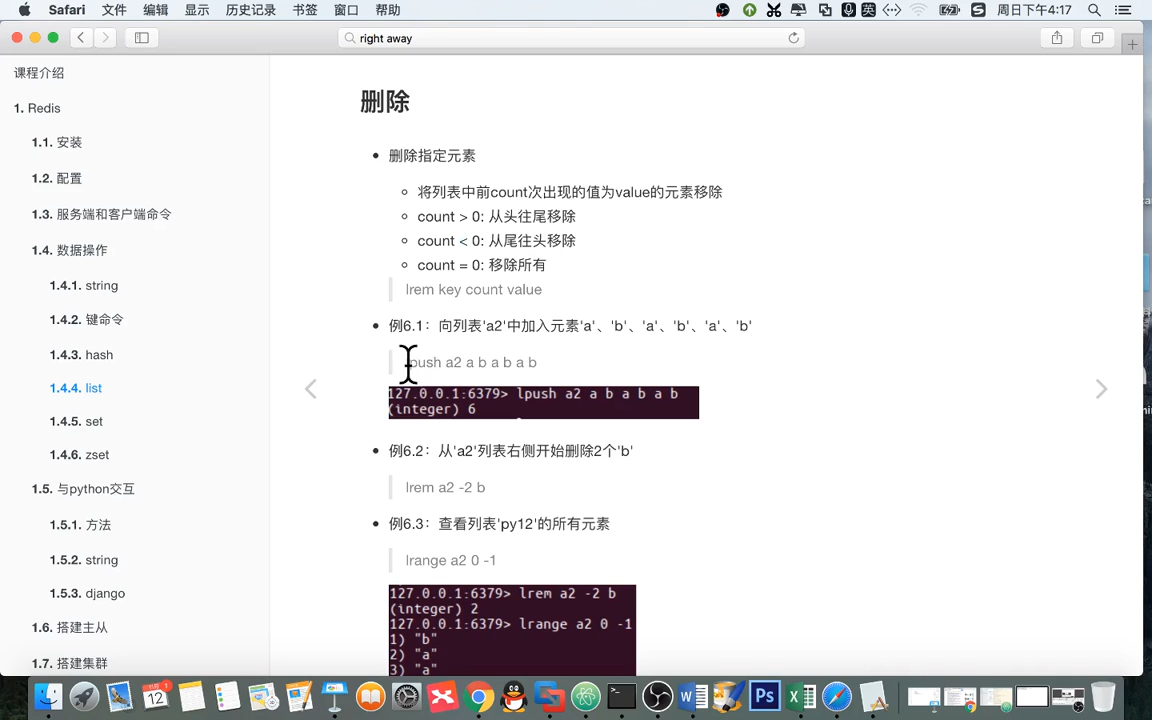 Safari 文件 编辑 显示 历史记录 书签 窗口 帮助 英 周日下午4:17
right away
课程介绍
1. Redis
1.1. 安装
1.2. 配置
1.3. 服务端和客户端命令
1.4. 数据操作
1.4.1. string
1.4.2. 键命令
1.4.3. hash
1.4.4. list
1.4.5. set
1.4.6. zset
1.5. 与python交互
1.5.1. 方法
1.5.2. string
1.5.3. django
1.6. 搭建主从
1.7. 搭建集群
删除
删除指定元素
将列表中前count次出现的值为value的元素移除
count > 0: 从头往尾移除
count < 0: 从尾往头移除
count = 0: 移除所有
lrem key count value
例6.1：向列表'a2'中加入元素'a'、'b'、'a'、'b'、'a'、'b'
lpush a2 a b a b a b
127.0.0.1:6379> lpush a2 a b a b a b
(integer) 6
例6.2：从'a2'列表右侧开始删除2个'b'
lrem a2 -2 b
例6.3：查看列表'py12'的所有元素
lrange a2 0 -1
127.0.0.1:6379> lrem a2 -2 b
(integer) 2
127.0.0.1:6379> lrange a2 0 -1
1) "b"
2) "a"
3) "a"
12
Ps